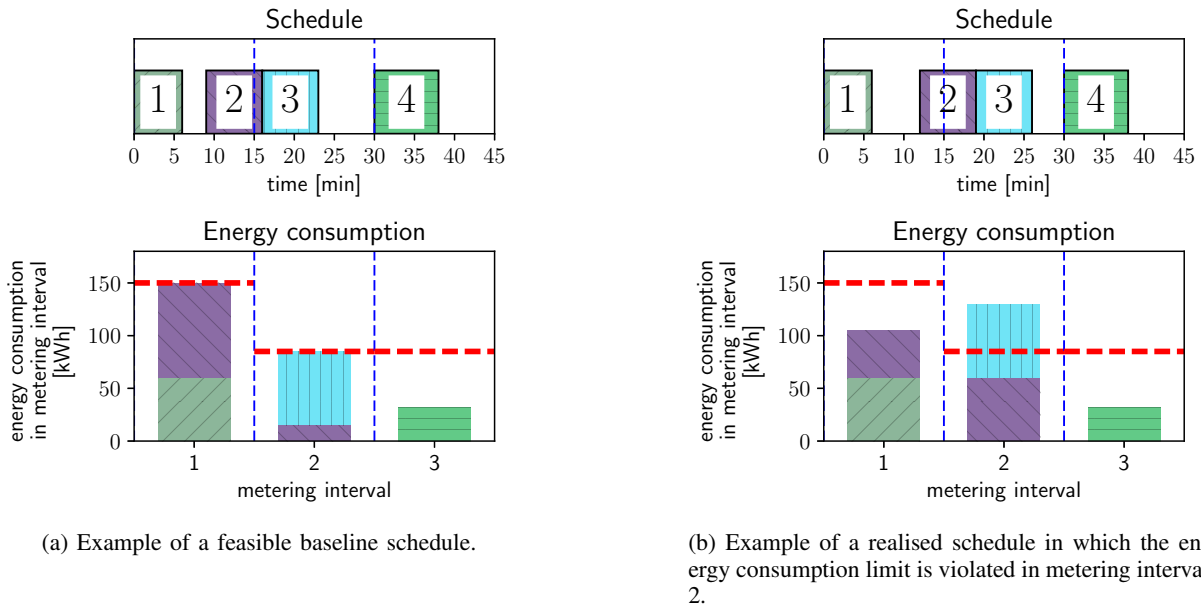 Schedule
1 2 3 4
0 5 10 15 20 25 30 35 40 45
time [min]
Energy consumption
energy consumption
in metering interval
[kWh]
150
100
50
0
1 2 3
metering interval
(a) Example of a feasible baseline schedule.
Schedule
1 2 3 4
0 5 10 15 20 25 30 35 40 45
time [min]
Energy consumption
energy consumption
in metering interval
[kWh]
150
100
50
0
1 2 3
metering interval
(b) Example of a realised schedule in which the en
ergy consumption limit is violated in metering interva
2.